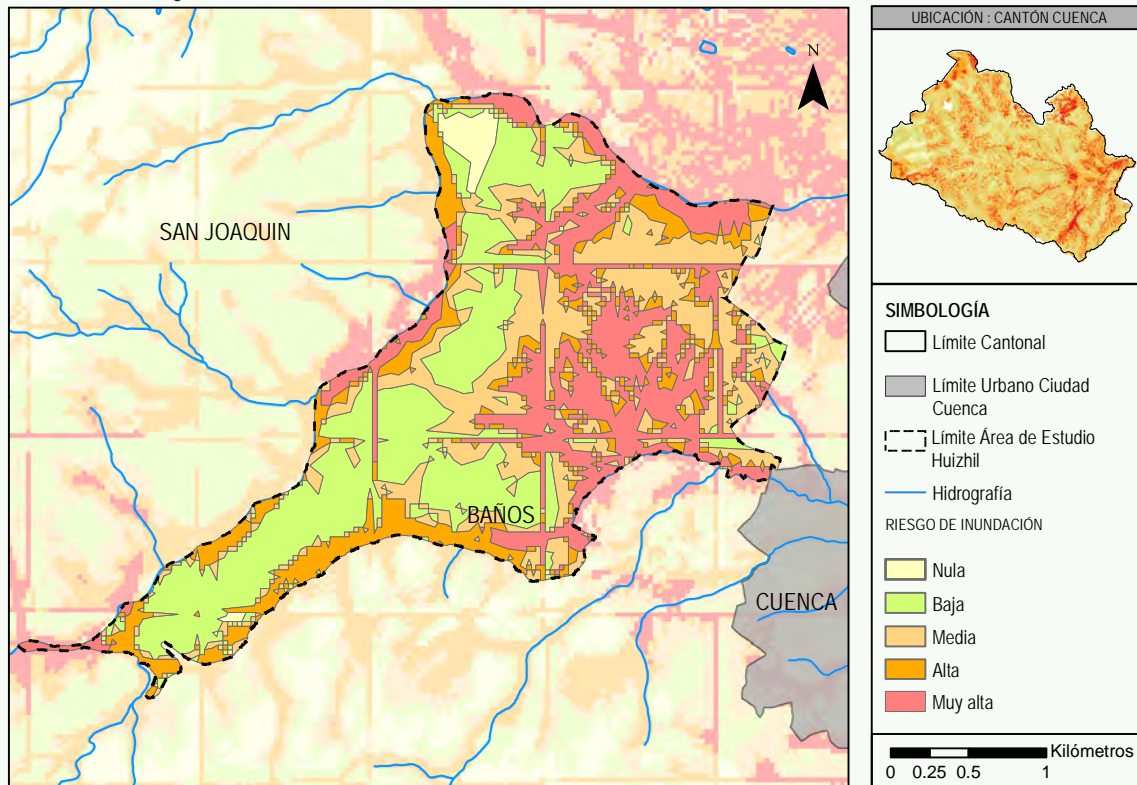 N
SAN JOAQUIN
BAÑOS
CUENCA
UBICACIÓN : CANTÓN CUENCA
SIMBOLOGÍA
Límite Cantonal
Límite Urbano Ciudad
Cuenca
Límite Área de Estudio
Huizhil
Hidrografía
RIESGO DE INUNDACIÓN
Nula
Baja
Media
Alta
Muy alta
Kilómetros
0 0.25 0.5 1